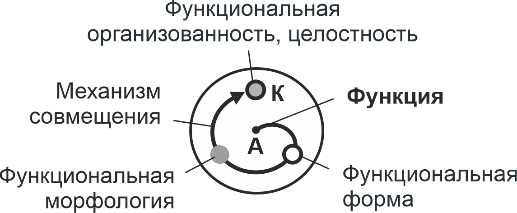 Функциональная
организованность, целостность
Механизм
совмещения
К
Функция
А
Функциональная
морфология
Функциональная
форма